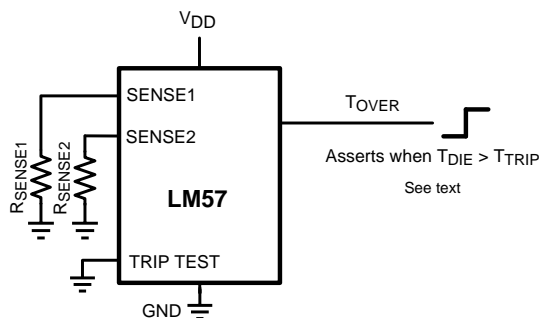 VDD
SENSE1
SENSE2
TOVER
Asserts when TDIE > TTRIP
See text
RSENSE1
RSENSE2
LM57
TRIP TEST
GND